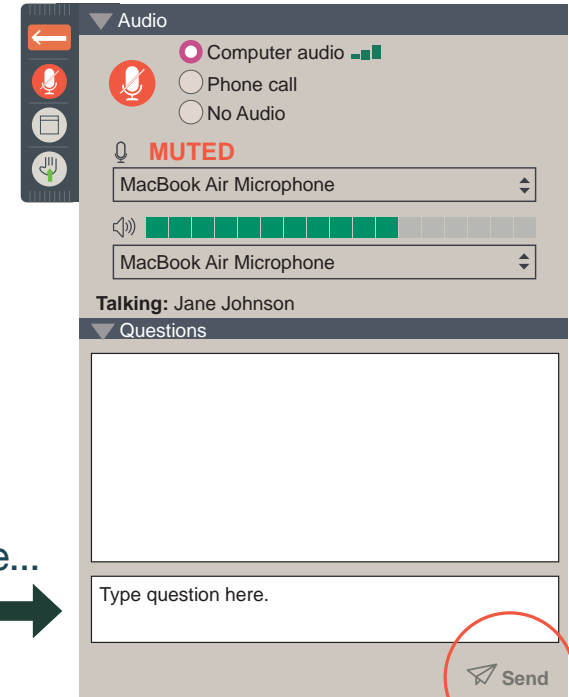 Audio
Computer audio
Phone call
No Audio
MUTED
MacBook Air Microphone
MacBook Air Microphone
Talking: Jane Johnson
Questions
e...
Type question here.
Send